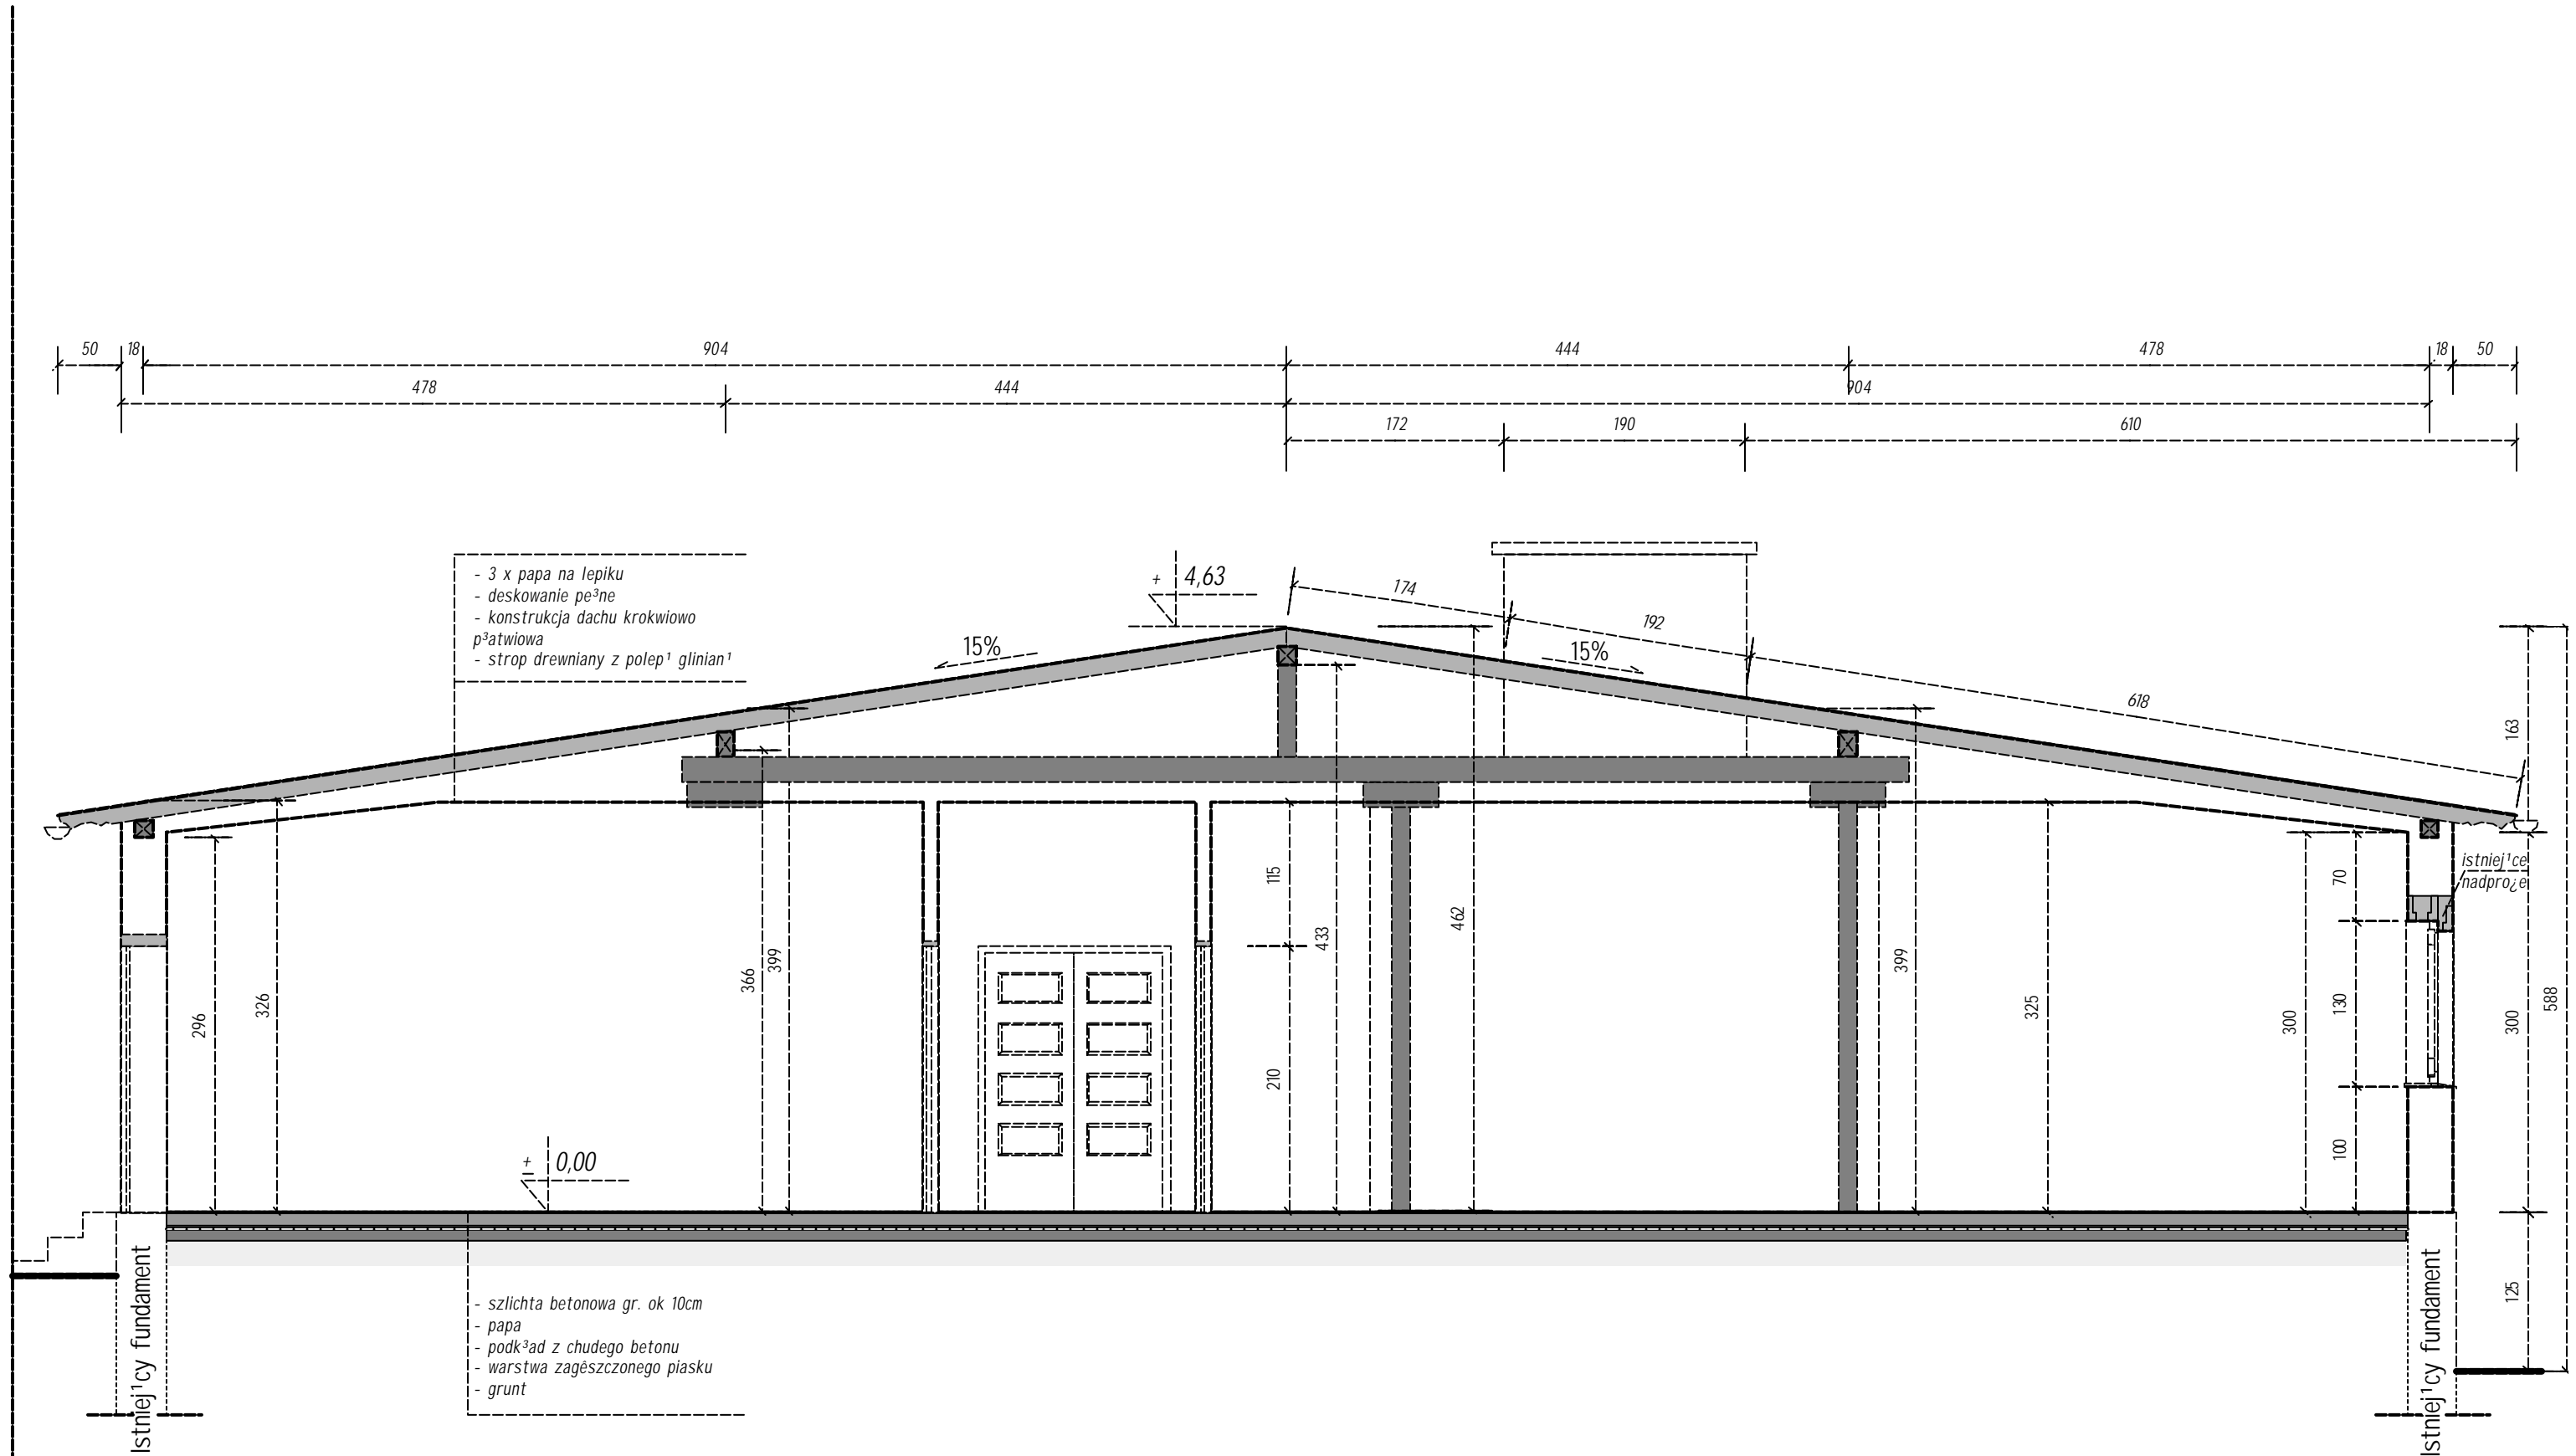 50 18 904 444 478 18 50
478 444 904
172 190 610
- 3 x papa na lepiku
- deskowanie pe³ne
- konstrukcja dachu krokwiowo
p³atwiowa
- strop drewniany z polep¹ glinian¹
+ 4,63
174
192
618
15%
15%
163
296
326
366
399
115
210
433
462
399
325
300
70
130
100
istniej¹ce
nadpro¿e
300
588
125
+ 0,00
- szlichta betonowa gr. ok 10cm
- papa
- podk³ad z chudego betonu
- warstwa zagêszczonego piasku
- grunt
Istniej¹cy fundament
Istniej¹cy fundament